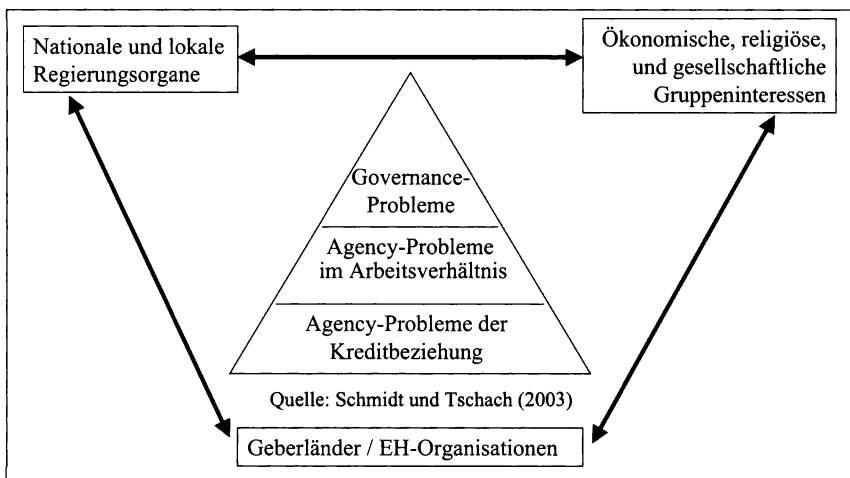 Nationale und lokale
Regierungsorgane
Ökonomische, religiöse,
und gesellschaftliche
Gruppeninteressen
Governance-
Probleme
Agency-Probleme
im Arbeitsverhältnis
Agency-Probleme der
Kreditbeziehung
Quelle: Schmidt und Tschach (2003)
Geberländer / EH-Organisationen